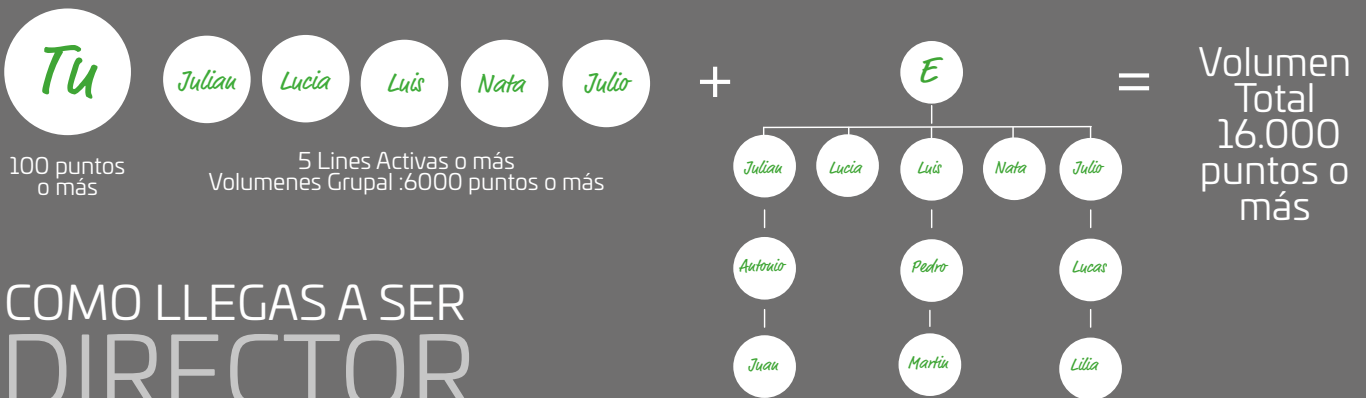 Tu
Julian Lucia Luis Nata Julio
+
E
=
Volumen
Total
16.000
puntos o
más
100 puntos
o más
5 Lines Activas o más
Volumenes Grupal :6000 puntos o más
Julian Lucia Luis Nata Julio
Antonio Pedro Lucas
Juan Martin Lilia
COMO LLEGAS A SER
DIRECTOR